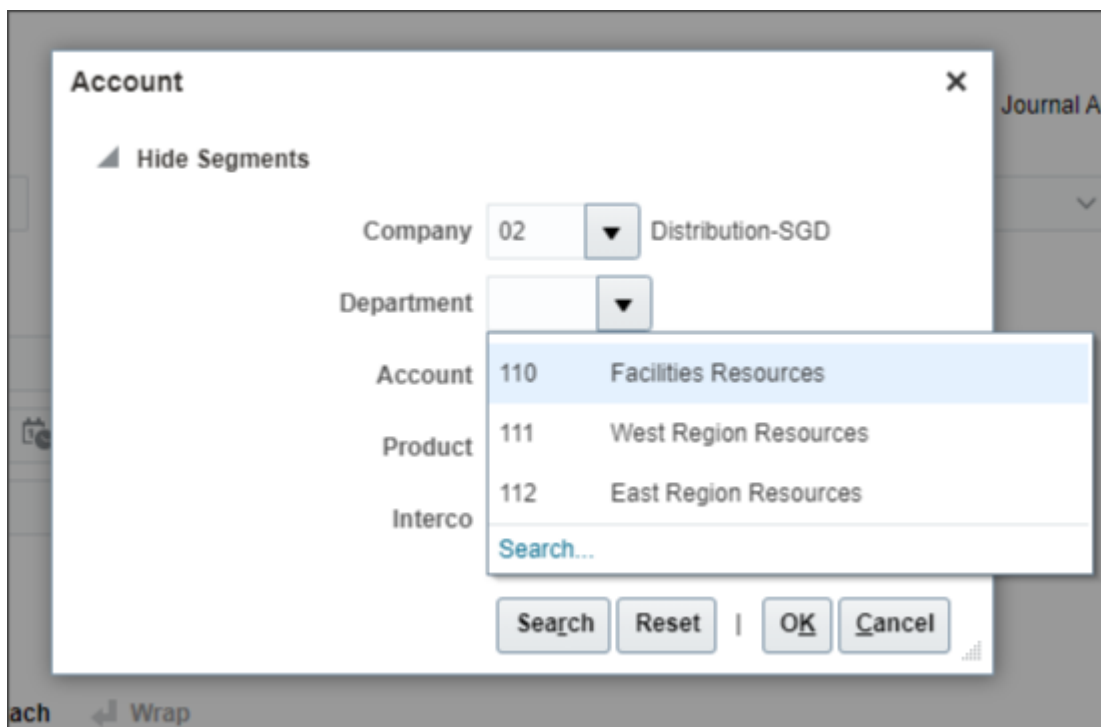 Account
Journal A
Hide Segments
Company 02 Distribution-SGD
Department
Account 110 Facilities Resources
111 West Region Resources
Product
112 East Region Resources
Interco
Search...
Search Reset | OK Cancel
ach Wrap